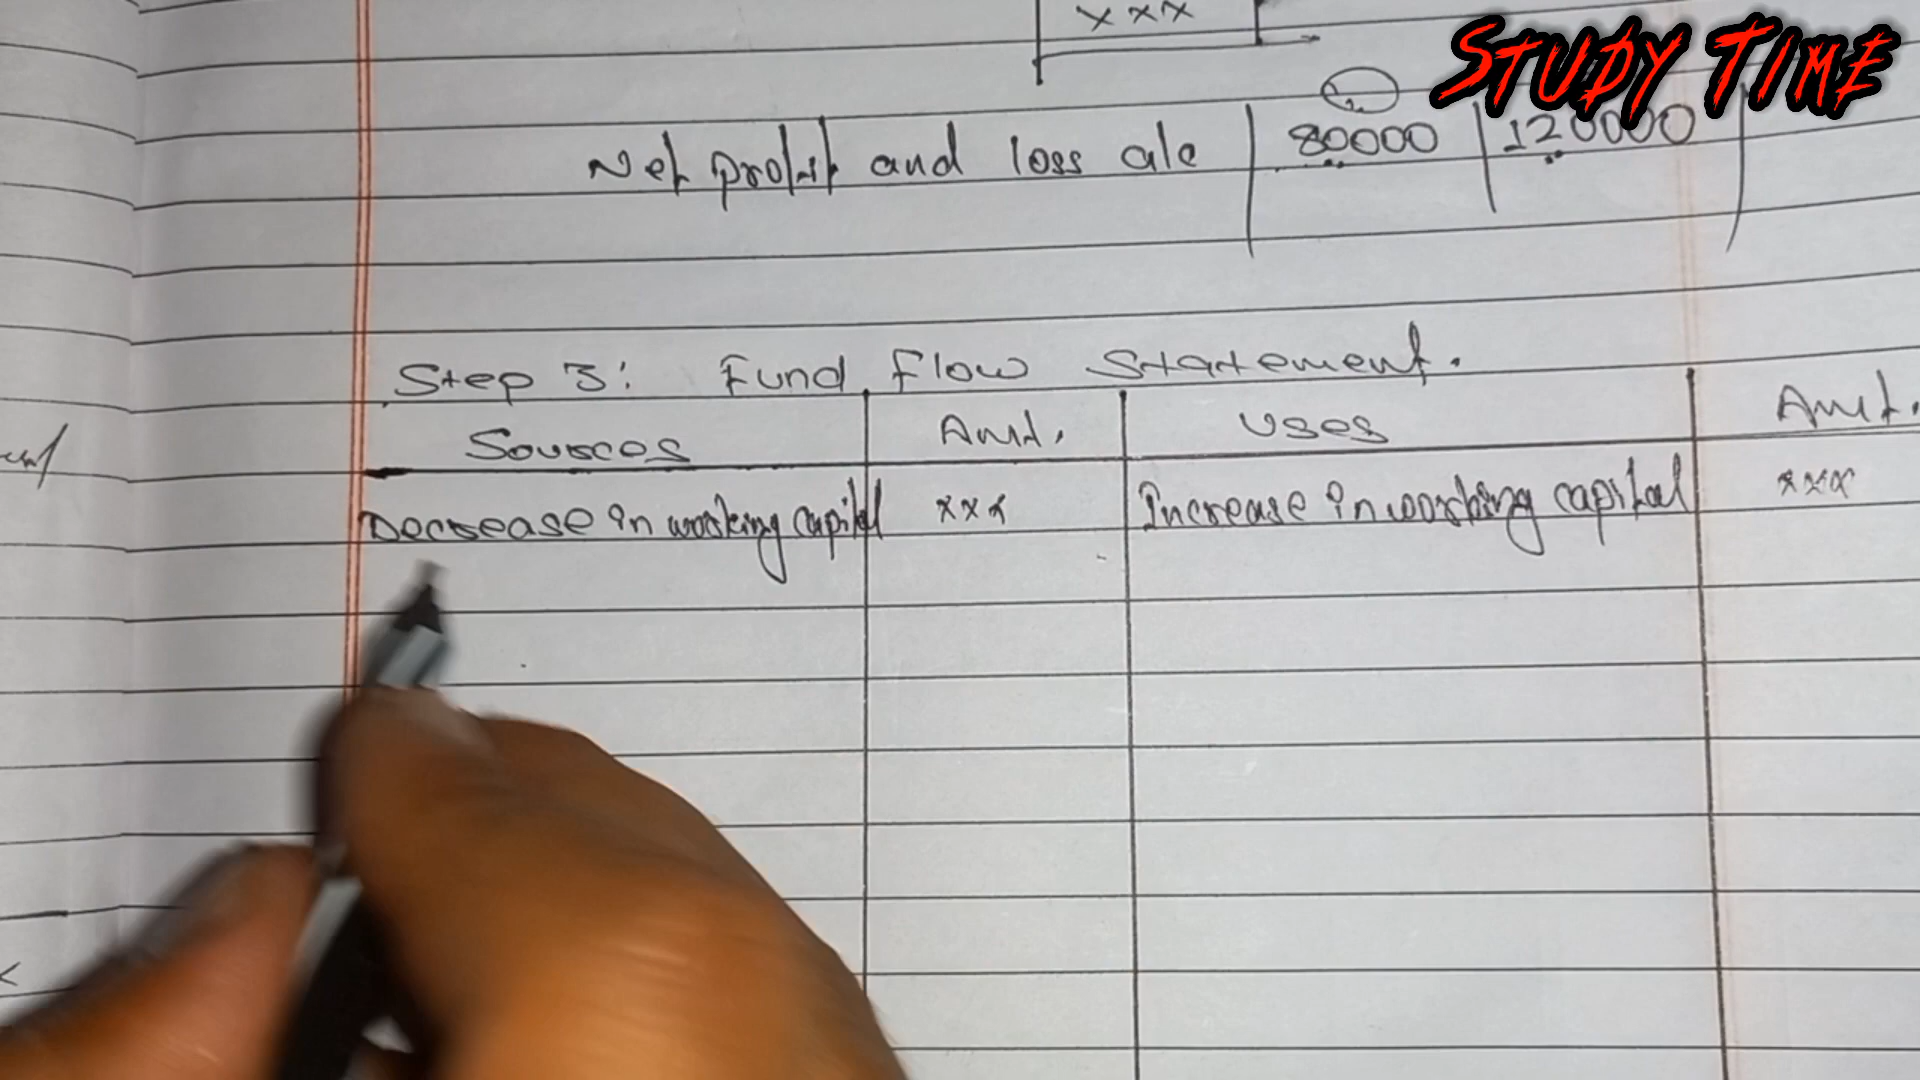 xxx
STUDY TIME
Net profit and loss a/c 80000 120000
Step 3: Fund Flow Statement.
Sources Amt. Uses Amt.
Decrease in working capital xxx Increase in working capital xxx